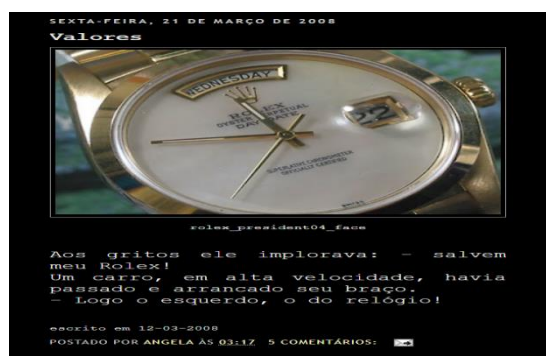 SEXTA-FEIRA, 21 DE MARÇO DE 2008
Valores
WEDNESDAY
ROLEX
OYSTER PERPETUAL
DAY-DATE
22
SUPERLATIVE CHRONOMETER
OFFICIALLY CERTIFIED
rolex_president04_face
Aos gritos ele implorava: – salvem
meu Rolex!
Um carro, em alta velocidade, havia
passado e arrancado seu braço.
– Logo o esquerdo, o do relógio!
escrito em 12-03-2008
POSTADO POR ANGELA ÀS 03:17 5 COMENTÁRIOS: